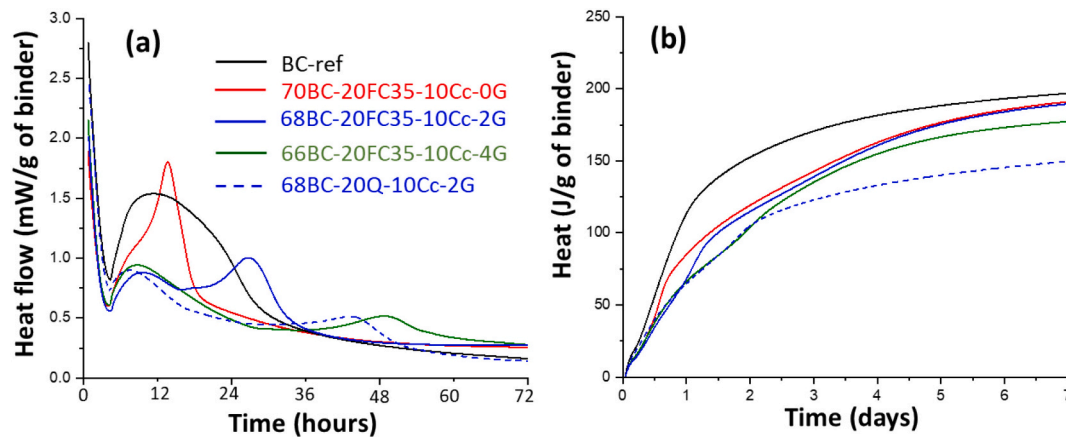 (a)
BC-ref
70BC-20FC35-10Cc-0G
68BC-20FC35-10Cc-2G
66BC-20FC35-10Cc-4G
68BC-20Q-10Cc-2G
Heat flow (mW/g of binder)
3.0
2.5
2.0
1.5
1.0
0.5
0.0
0 12 24 36 48 60 72
Time (hours)
(b)
Heat (J/g of binder)
250
200
150
100
50
0
0 1 2 3 4 5 6 7
Time (days)